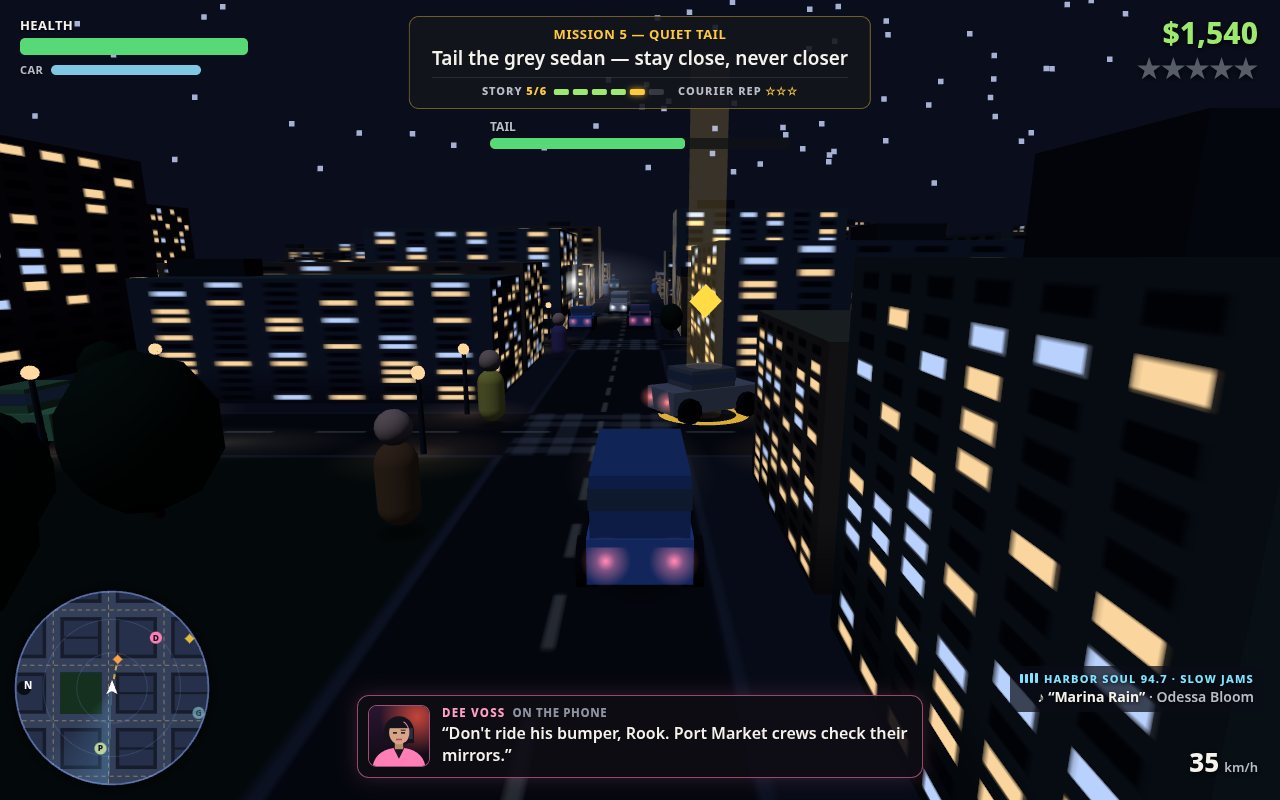 HEALTH
CAR
MISSION 5 — QUIET TAIL
Tail the grey sedan — stay close, never closer
STORY 5/6 COURIER REP ☆☆☆
$1,540
★★★★★
TAIL
N
D
G
P
HARBOR SOUL 94.7 · SLOW JAMS
♪ “Marina Rain” · Odessa Bloom
DEE VOSS ON THE PHONE
“Don't ride his bumper, Rook. Port Market crews check their
mirrors.”
35 km/h